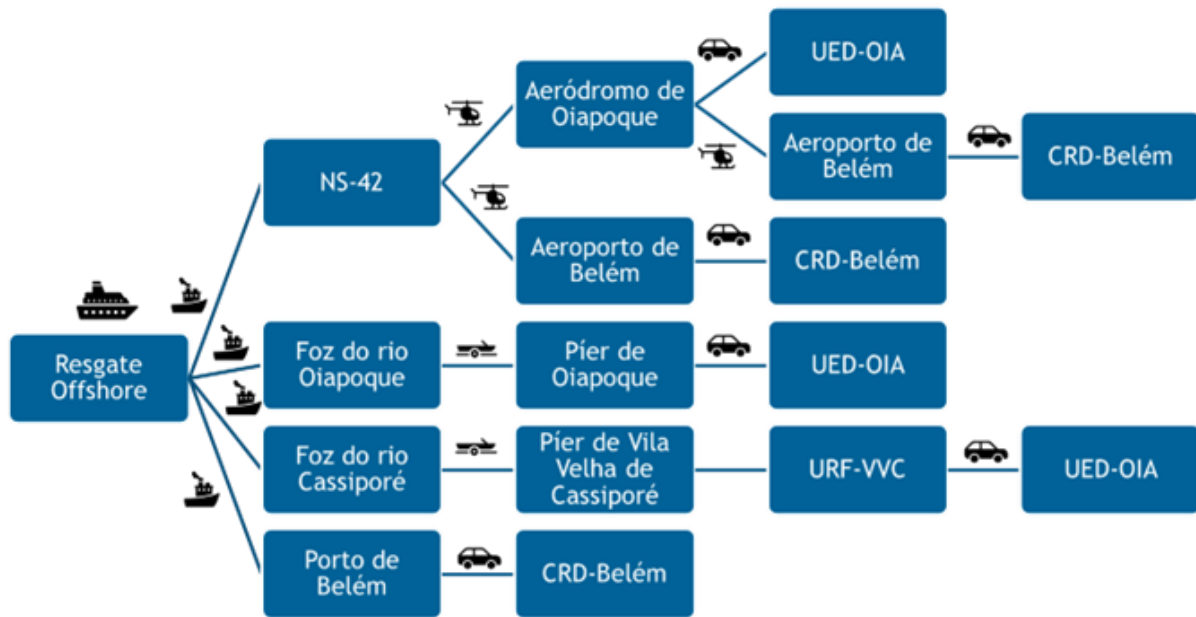 UED-OIA
Aeródromo de
Oiapoque
Aeroporto de
Belém
CRD-Belém
NS-42
Aeroporto de
Belém
CRD-Belém
Resgate
Offshore
Foz do rio
Oiapoque
Píer de
Oiapoque
UED-OIA
Foz do rio
Cassiporé
Píer de Vila
Velha de
Cassiporé
URF-VVC
UED-OIA
Porto de
Belém
CRD-Belém